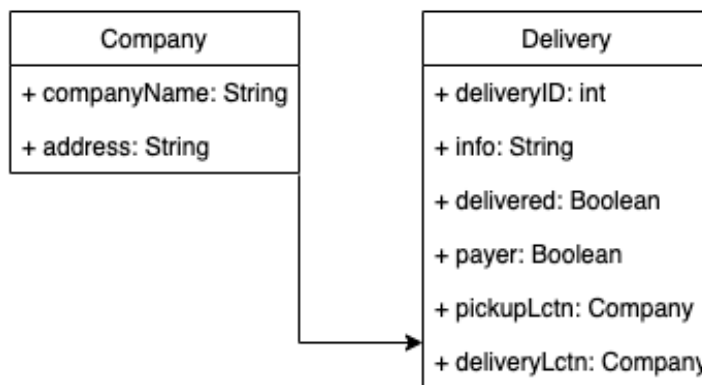 Company
+ companyName: String
+ address: String
Delivery
+ deliveryID: int
+ info: String
+ delivered: Boolean
+ payer: Boolean
+ pickupLctn: Company
+ deliveryLctn: Company